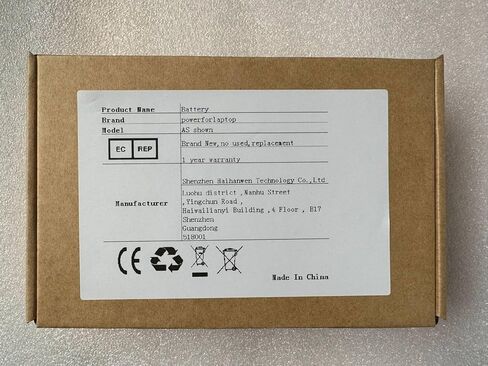 Product Name Battery
Brand powerforlaptop
Model AS shown
EC REP Brand New,no used,replacement
1 year warranty
Manufacturer
Shenzhen Haihanwen Technology Co.,Ltd
Luohu district ,Wanhu Street
,Yingchun Road ,
Haiwailianyi Building ,4 Floor , B17
Shenzhen
Guangdong
518001
CE
Made In China